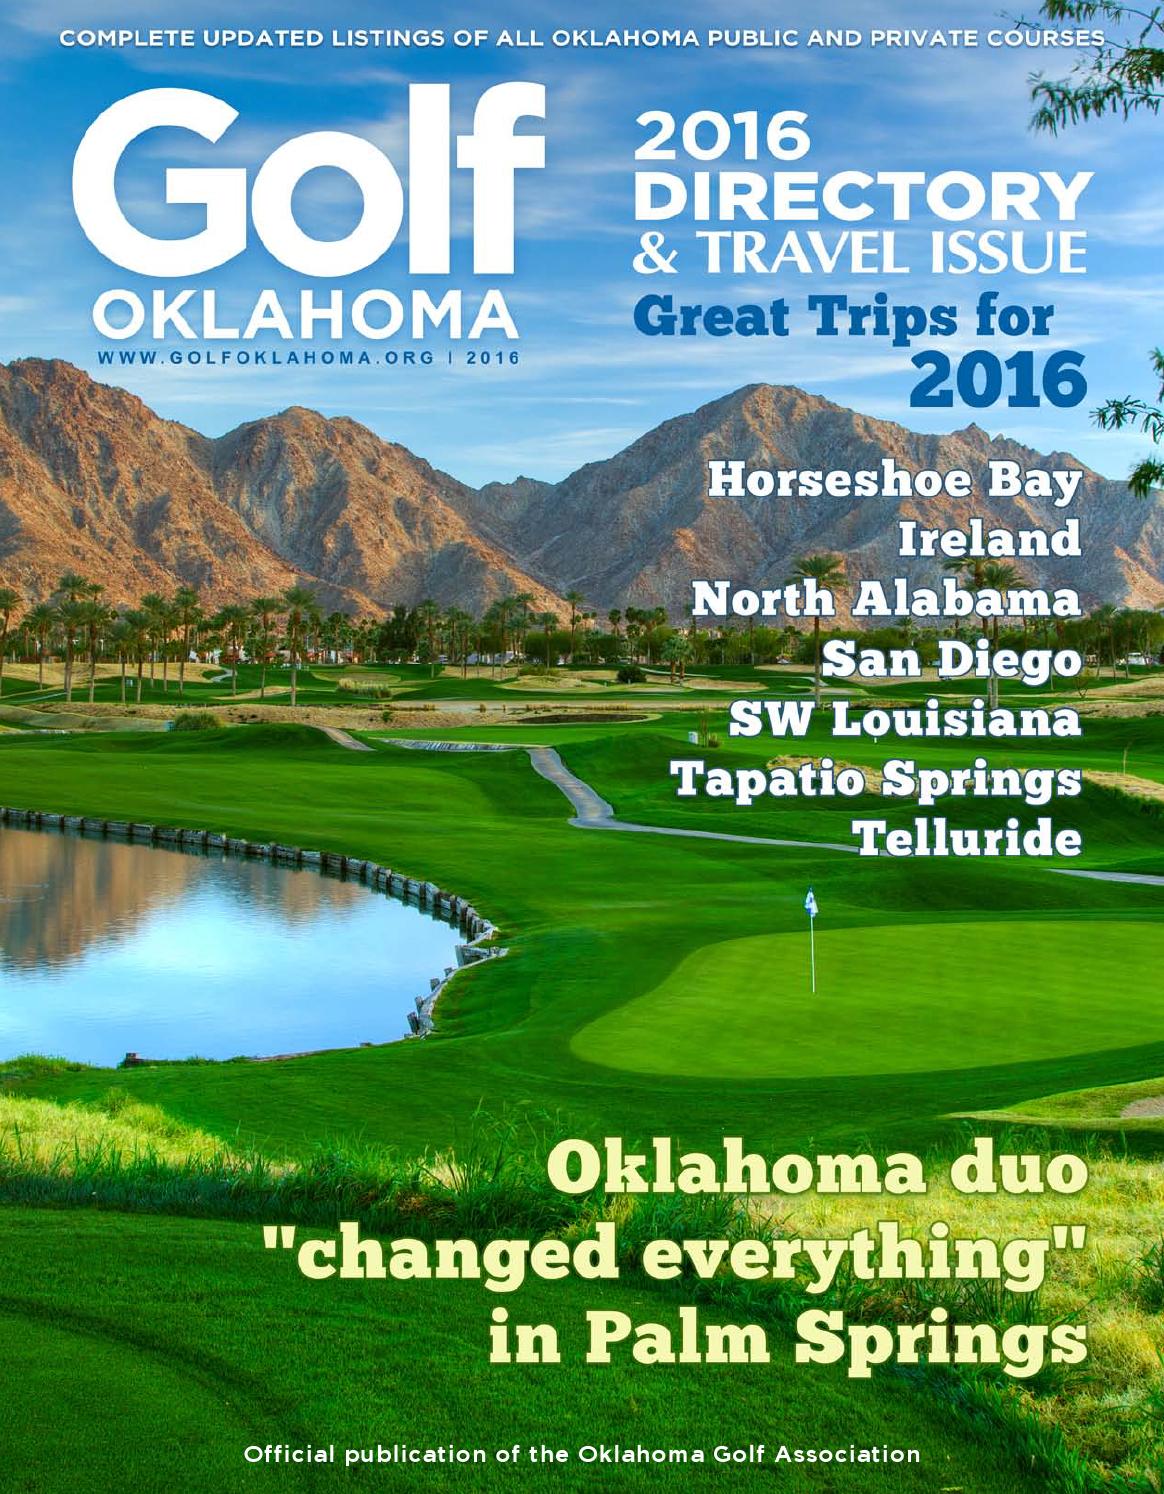 COMPLETE UPDATED LISTINGS OF ALL OKLAHOMA PUBLIC AND PRIVATE COURSES
Golf
OKLAHOMA
WWW.GOLFOKLAHOMA.ORG | 2016
2016
DIRECTORY
& TRAVEL ISSUE
Great Trips for
2016
Horseshoe Bay
Ireland
North Alabama
San Diego
SW Louisiana
Tapatio Springs
Telluride
Oklahoma duo
"changed everything"
in Palm Springs
Official publication of the Oklahoma Golf Association